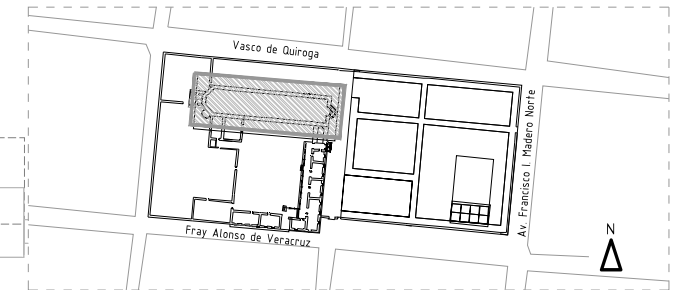 Vasco de Quiroga
Av. Francisco I. Madero Norte
Fray Alonso de Veracruz
N